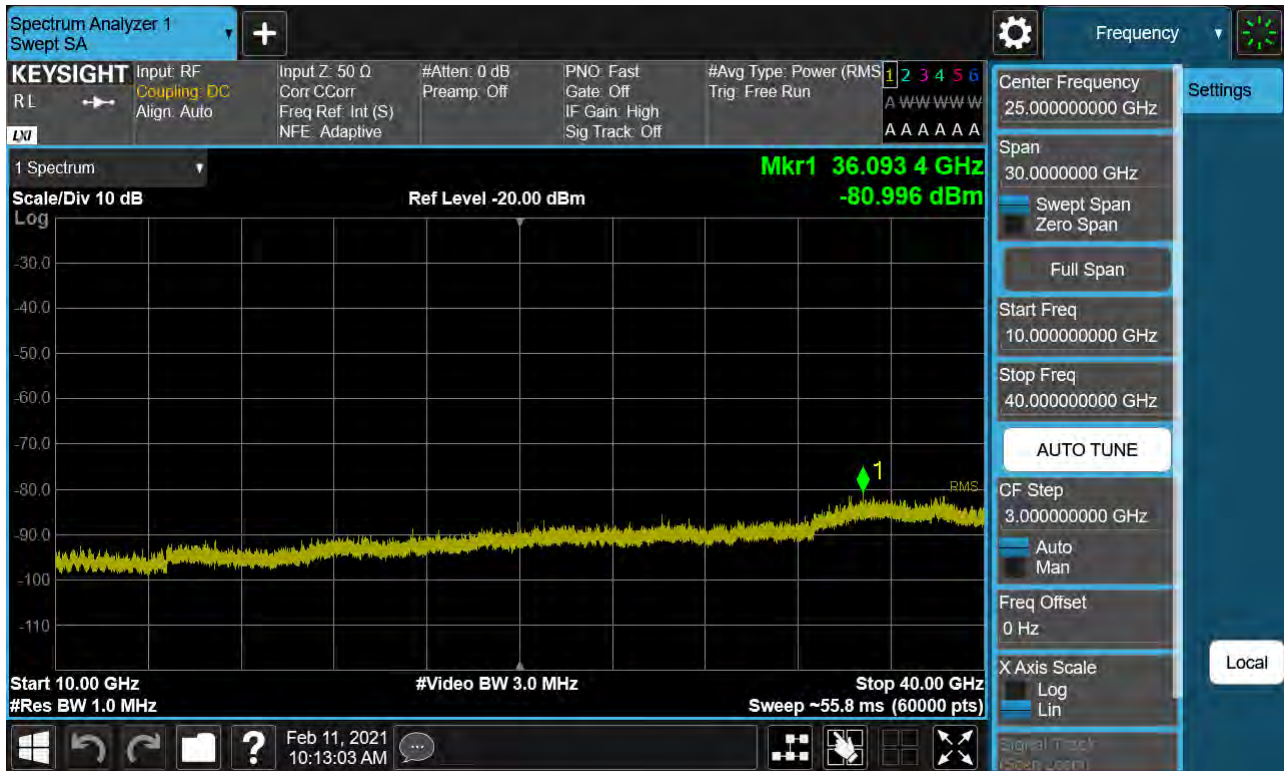 Spectrum Analyzer 1
Swept SA
+
Frequency
KEYSIGHT
RL
LXI
Input: RF
Coupling: DC
Align: Auto
Input Z: 50 Ω
Corr CCorr
Freq Ref: Int (S)
NFE: Adaptive
#Atten: 0 dB
Preamp: Off
PNO: Fast
Gate: Off
IF Gain: High
Sig Track: Off
#Avg Type: Power (RMS
Trig: Free Run
1 2 3 4 5 6
A W W W W W
A A A A A A
1 Spectrum
Scale/Div 10 dB
Log
Ref Level -20.00 dBm
Mkr1 36.093 4 GHz
-80.996 dBm
-30.0
-40.0
-50.0
-60.0
-70.0
-80.0
-90.0
-100
-110
1
RMS
Start 10.00 GHz
#Res BW 1.0 MHz
#Video BW 3.0 MHz
Stop 40.00 GHz
Sweep ~55.8 ms (60000 pts)
Center Frequency
25.000000000 GHz
Span
30.0000000 GHz
Swept Span
Zero Span
Full Span
Start Freq
10.000000000 GHz
Stop Freq
40.000000000 GHz
AUTO TUNE
CF Step
3.000000000 GHz
Auto
Man
Freq Offset
0 Hz
X Axis Scale
Log
Lin
Signal Track
(Span Zoom)
Settings
Local
?
Feb 11, 2021
10:13:03 AM